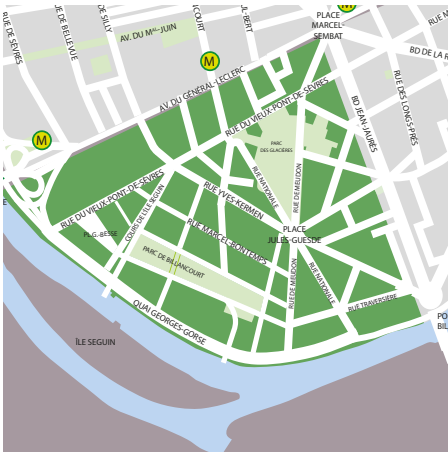 RUE DE SÈVRES
RUE DE BELLEVUE
DE SILLY
AV. DU Mᴬᴸ-JUIN
M
PLACE
MARCEL-
SEMBAT
M
BD DE LA R
AV. DU GÉNÉRAL-LECLERC
RUE DU VIEUX-PONT-DE-SÈVRES
BD JEAN-JAURÈS
RUE DES LONGS-PRÉS
M
PARC
DES GLACIÈRES
RUE NATIONALE
RUE DE MEUDON
RUE DU VIEUX-PONT-DE-SÈVRES
COURS DE L'ÎLE SEGUIN
RUE YVES-KERMEN
RUE MARCEL-BONTEMPS
PLACE
JULES-GUESDE
PL.G.-BESSE
PARC DE BILLANCOURT
RUE DE MEUDON
RUE NATIONALE
RUE TRAVERSIÈRE
QUAI GEORGES-GORSE
ÎLE SEGUIN
PO
BIL